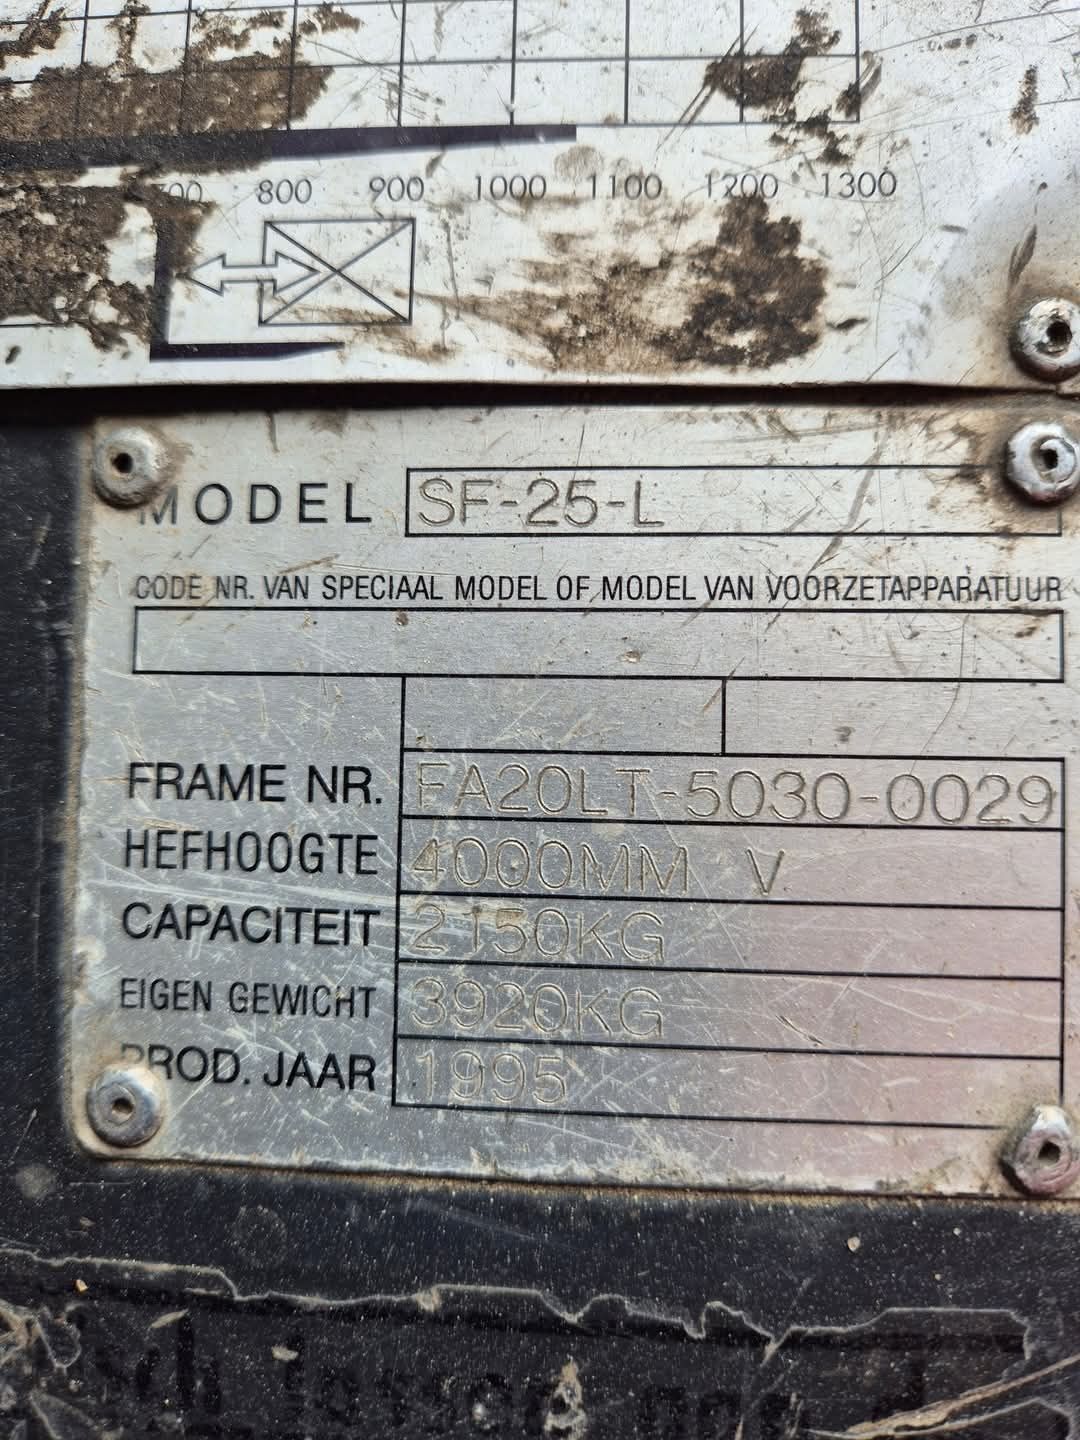 800 900 1000 1100 1200 1300
MODEL SF-25-L
CODE NR. VAN SPECIAAL MODEL OF MODEL VAN VOORZETAPPARATUUR
FRAME NR. FA20LT-5030-0029
HEFHOOGTE 4000MM V
CAPACITEIT 2150KG
EIGEN GEWICHT 3920KG
PROD. JAAR 1995